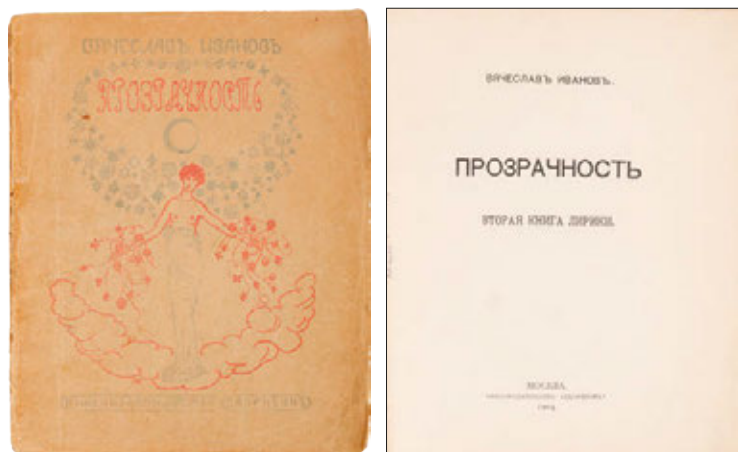 ВЯЧЕСЛАВЪ ИВАНОВЪ
ПРОЗРАЧНОСТЬ
ВЯЧЕСЛАВЪ ИВАНОВЪ.
ПРОЗРАЧНОСТЬ
ВТОРАЯ КНИГА ЛИРИКИ.
МОСКВА.